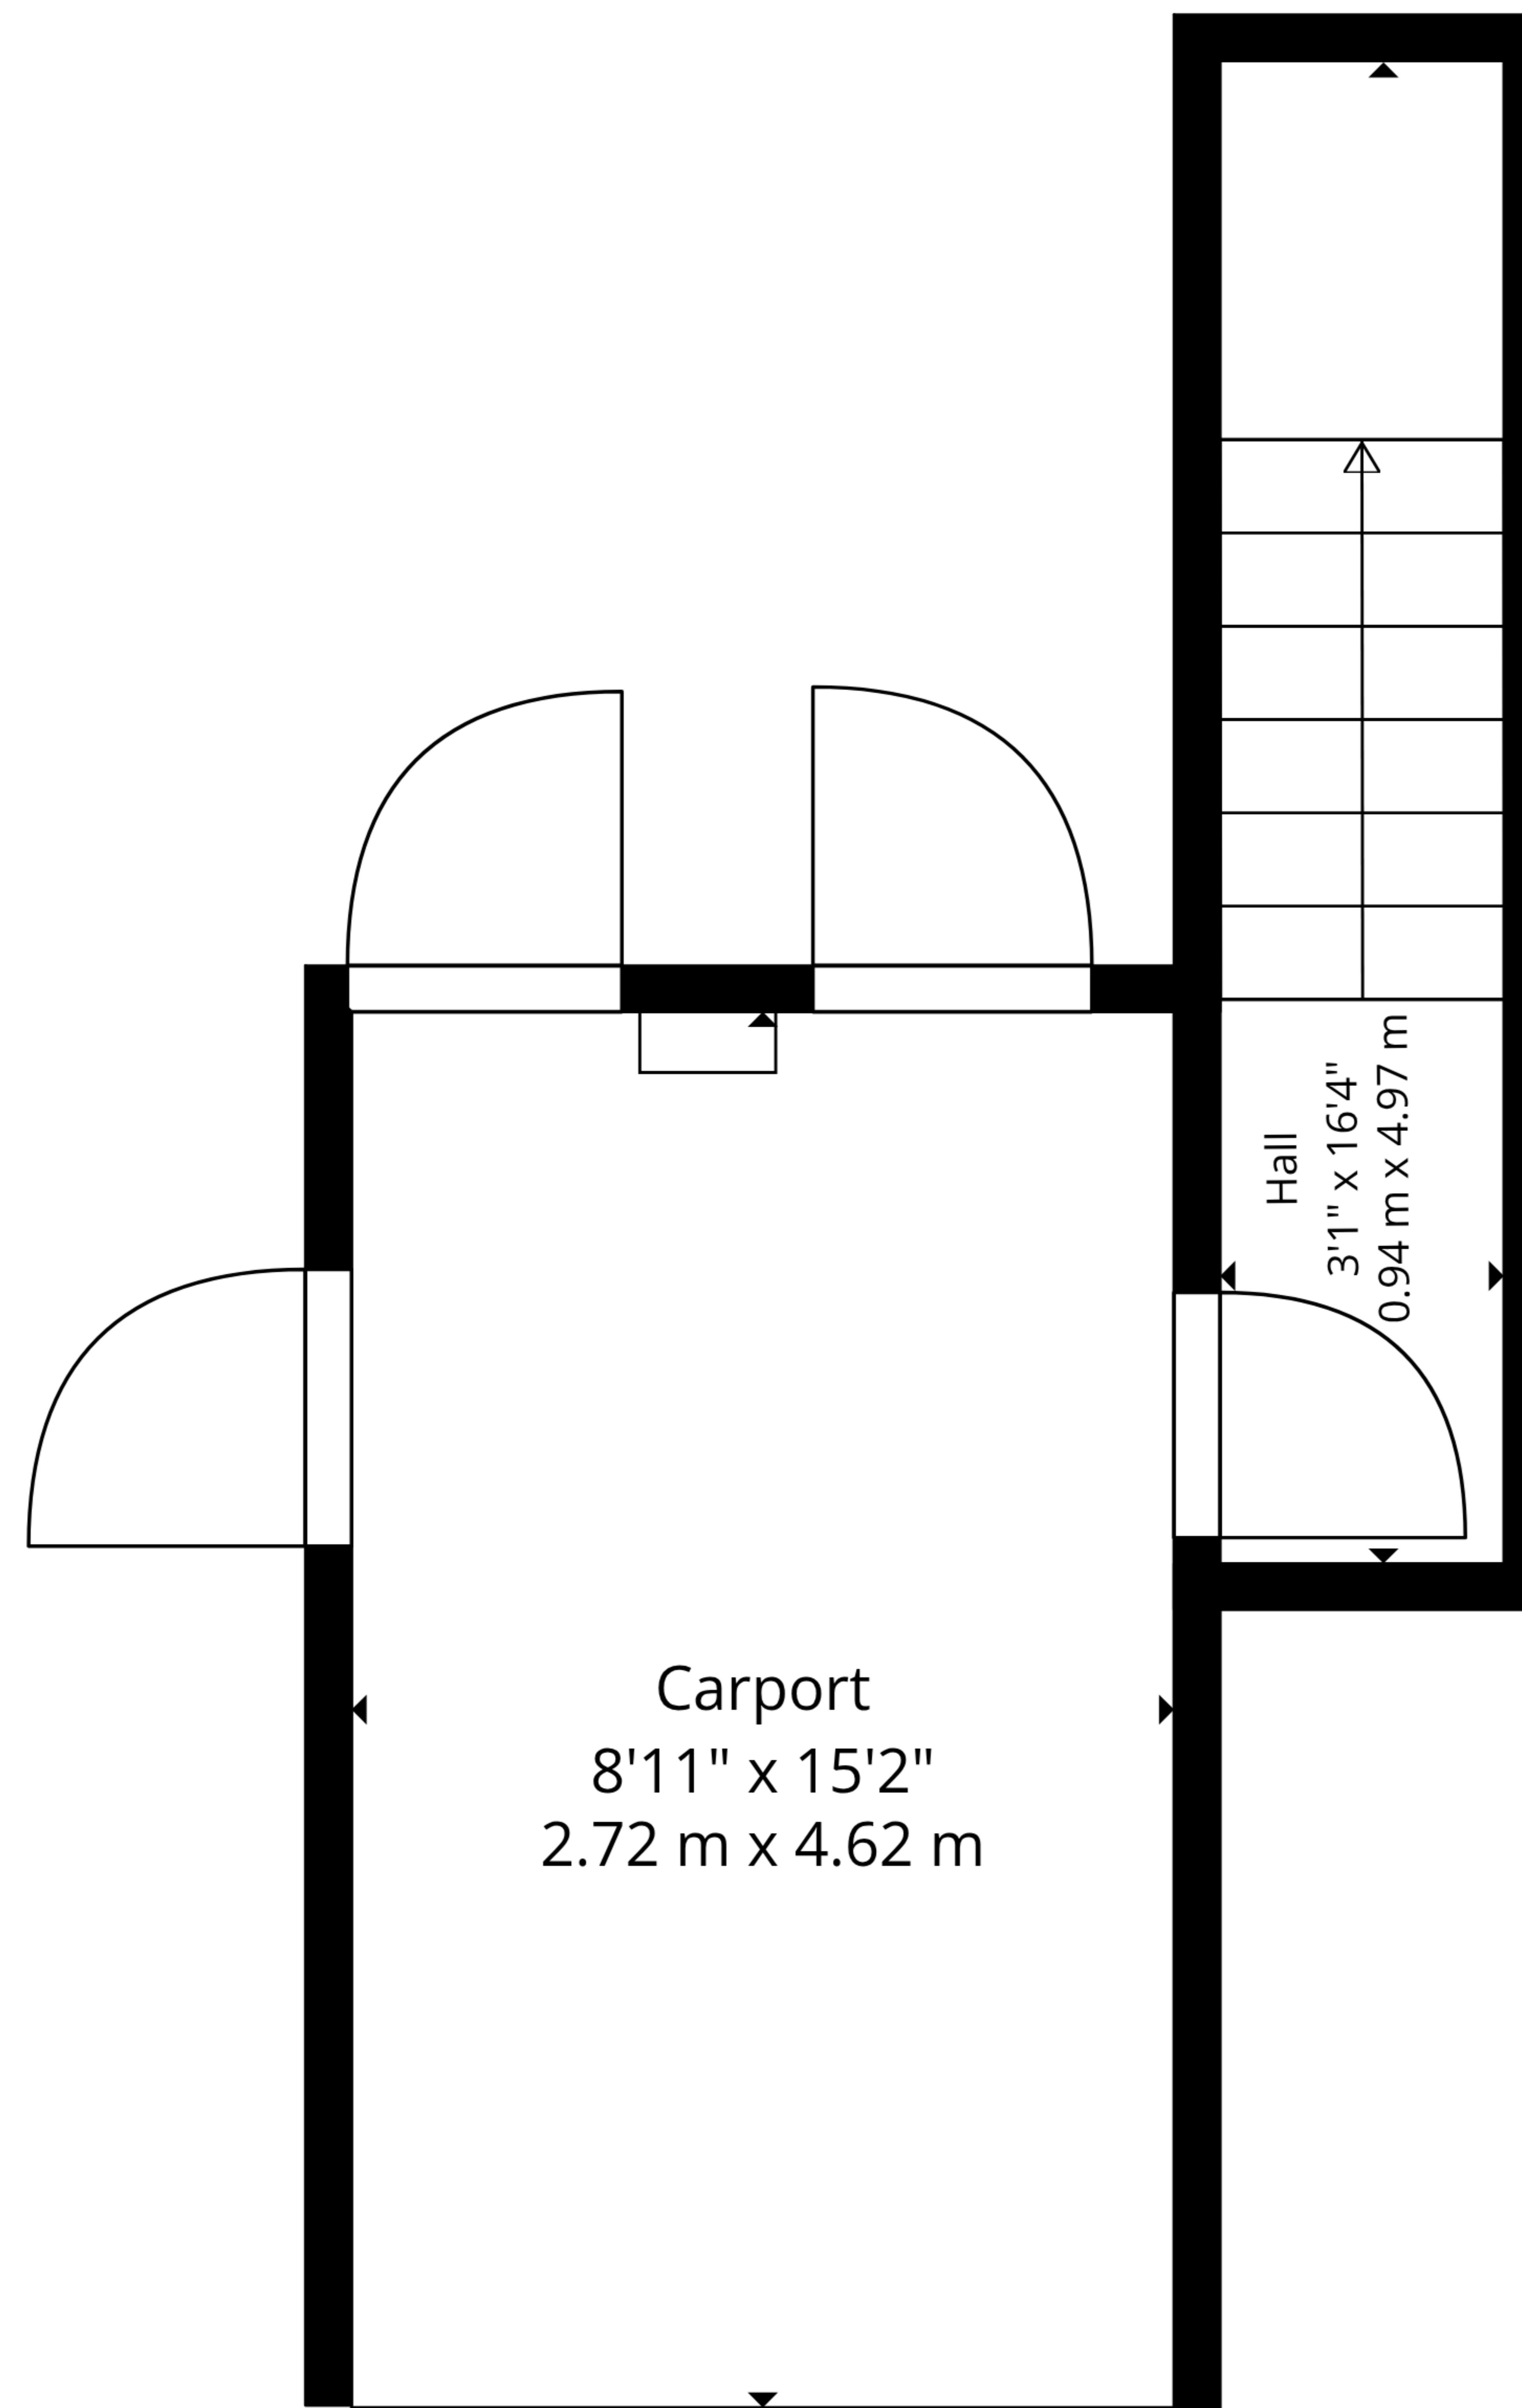 Hall
3'1" x 16'4"
0.94 m x 4.97 m
Carport
8'11" x 15'2"
2.72 m x 4.62 m